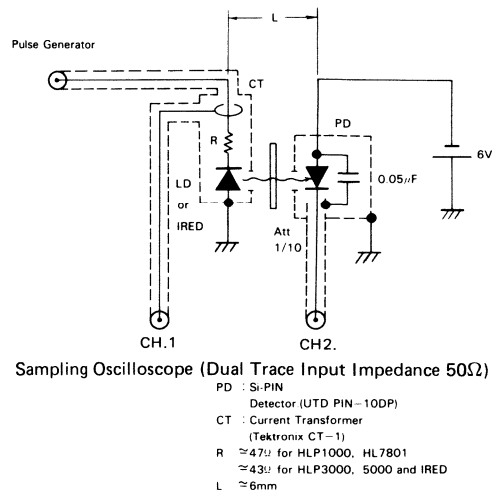 L
Pulse Generator
CT
PD
R
6V
0.05μF
LD
or
IRED
Att
1/10
CH.1
CH2.
Sampling Oscilloscope (Dual Trace Input Impedance 50Ω)
PD : Si-PIN
Detector (UTD PIN-10DP)
CT : Current Transformer
(Tektronix CT-1)
R ≃47Ω for HLP1000, HL7801
≃43Ω for HLP3000, 5000 and IRED
L ≃6mm